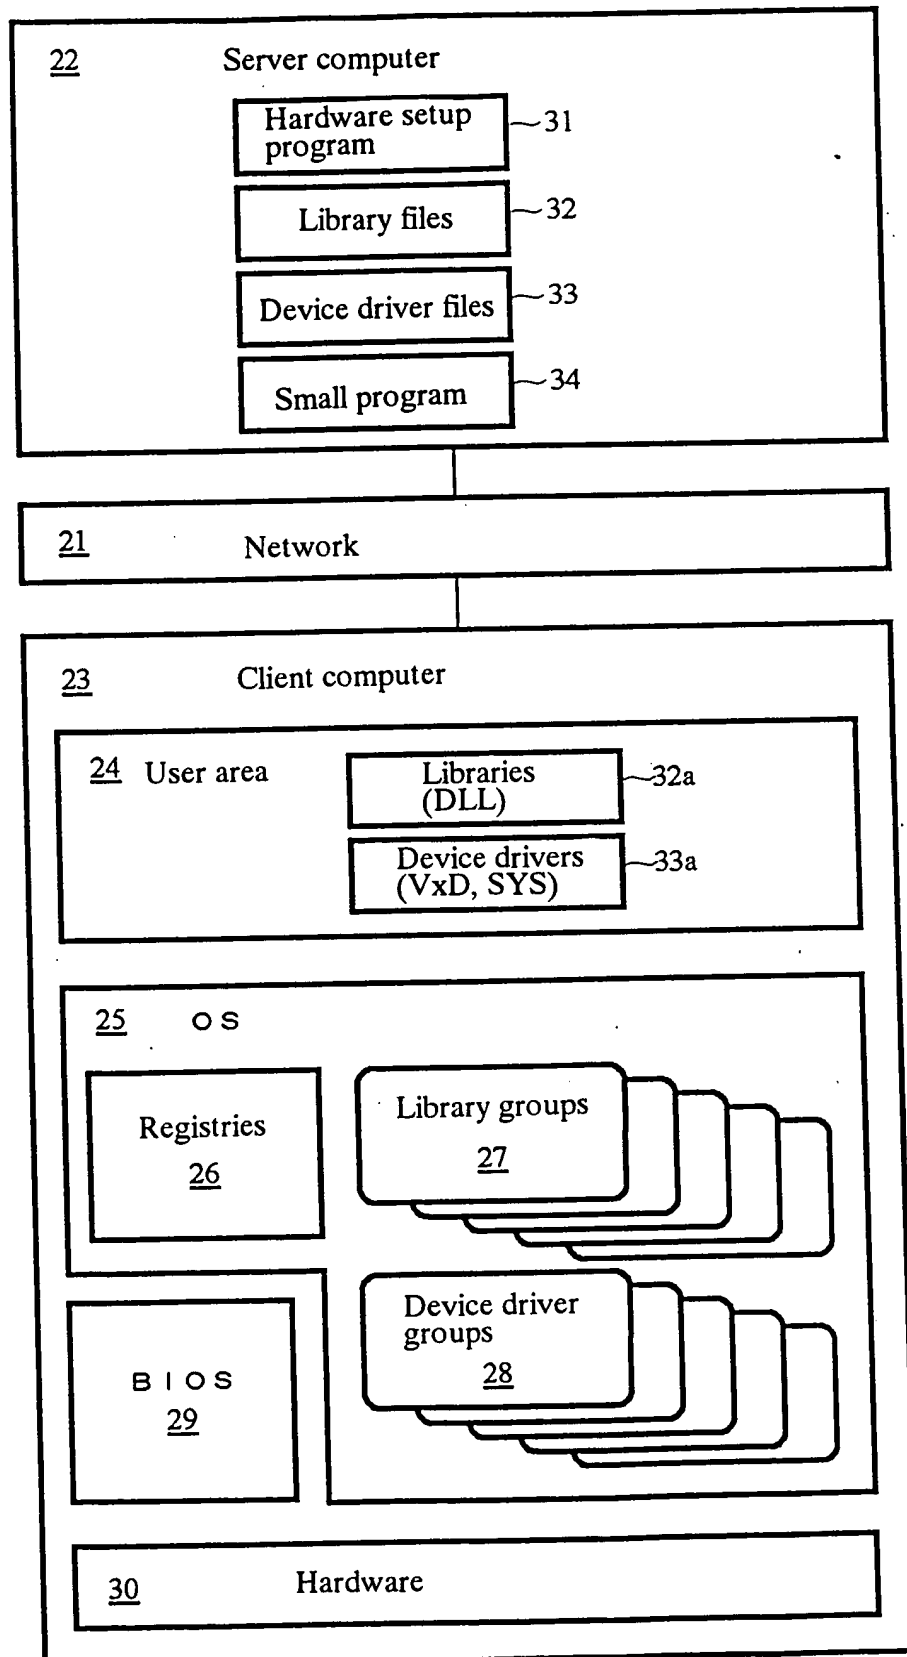 22 Server computer
Hardware setup
program
31
Library files
32
Device driver files
33
Small program
34
21 Network
23 Client computer
24 User area
Libraries
(DLL)
32a
Device drivers
(VxD, SYS)
33a
25 OS
Registries
26
Library groups
27
Device driver
groups
28
BIOS
29
30 Hardware